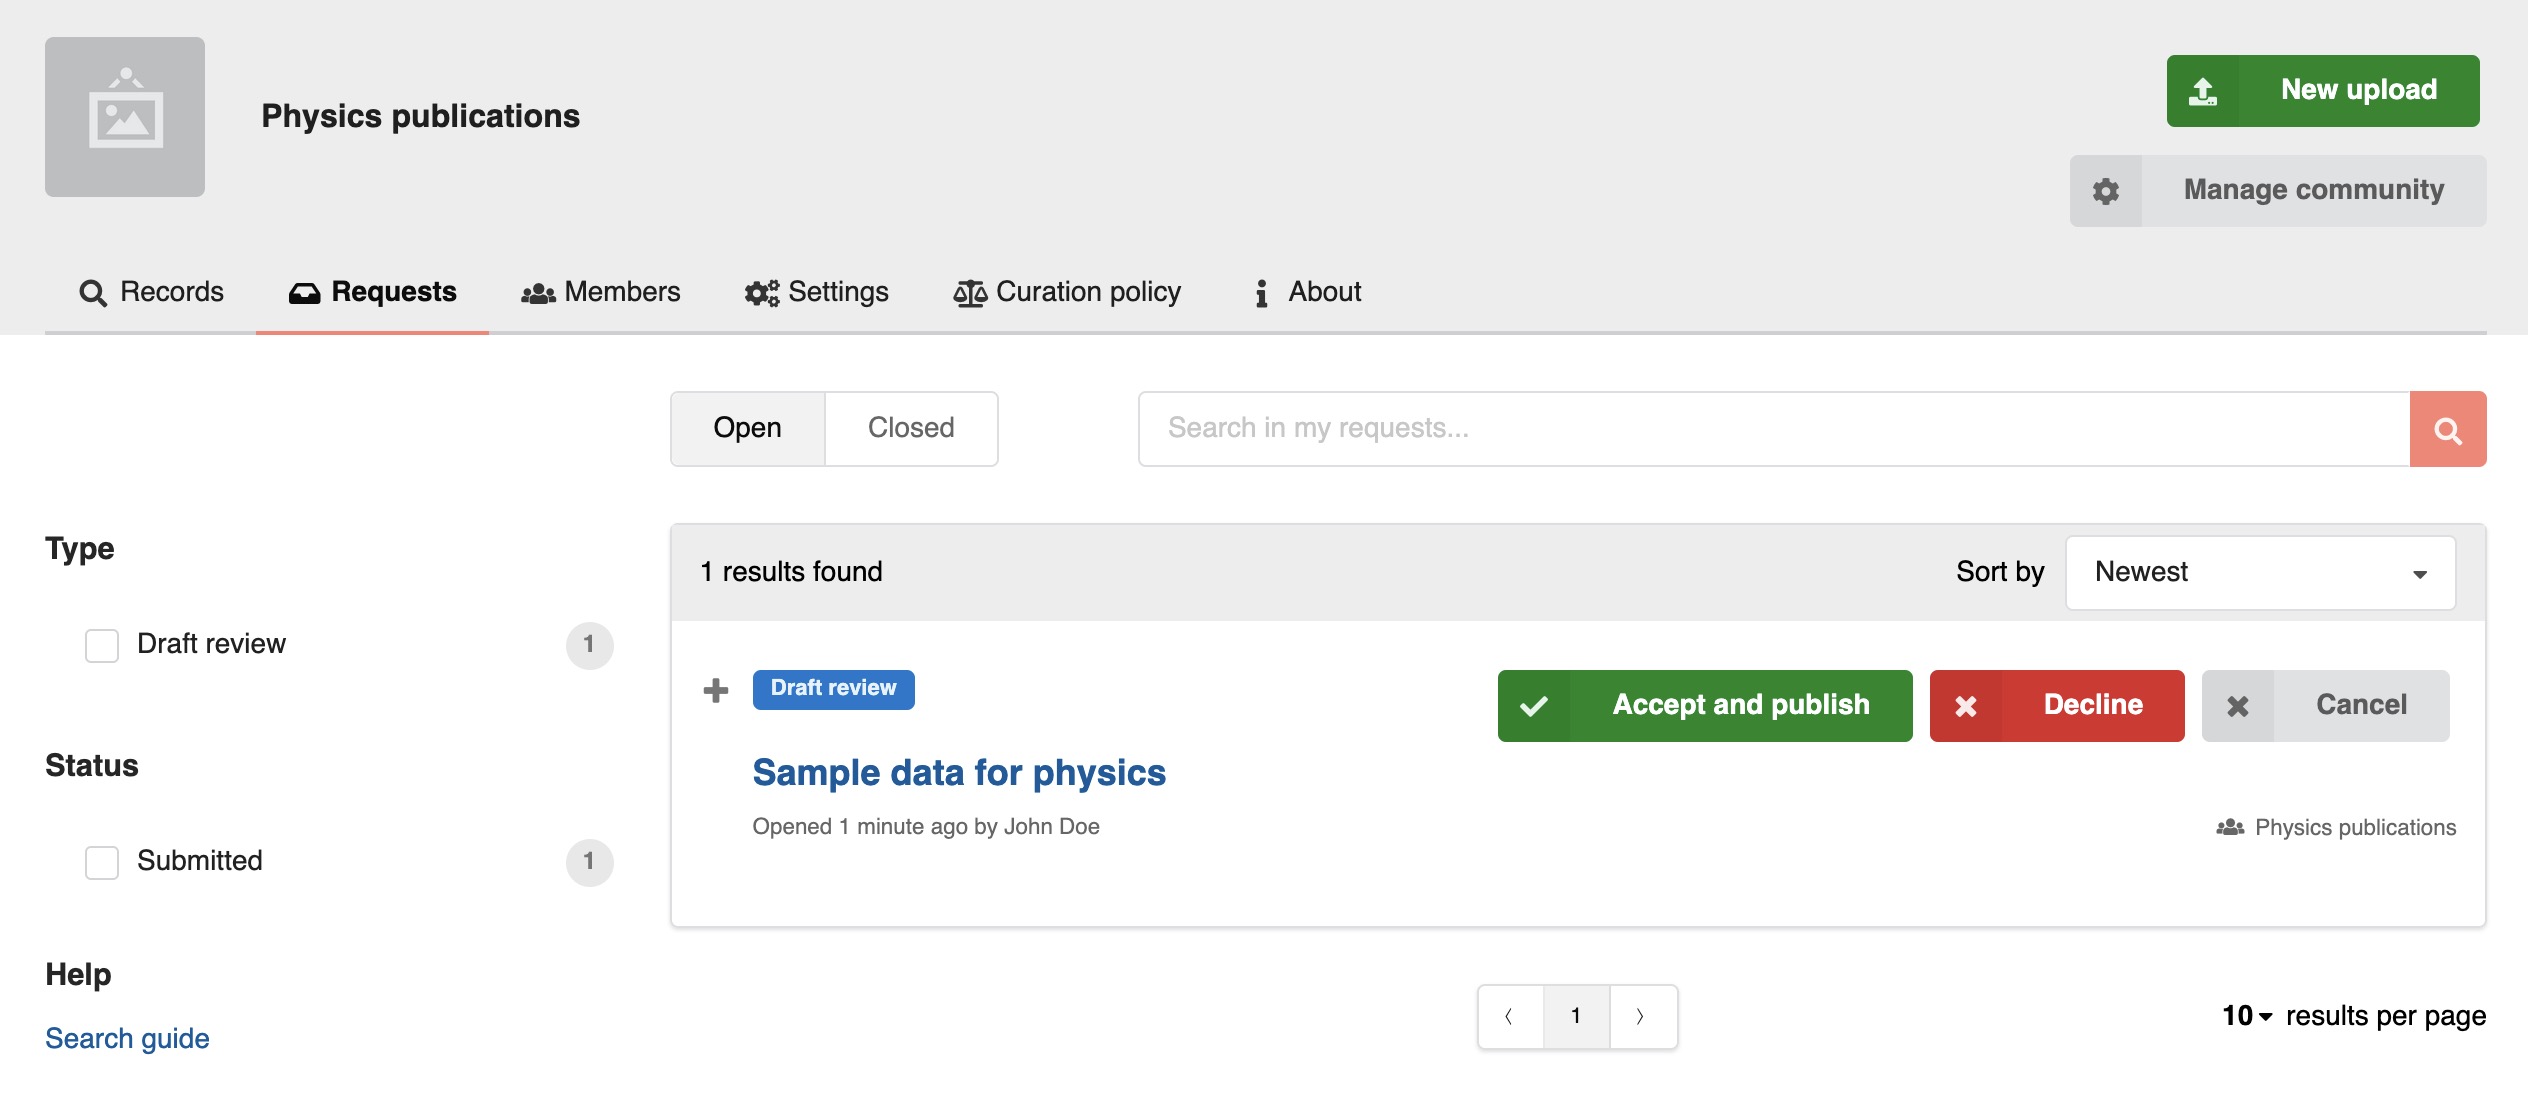 Physics publications
New upload
Manage community
Records
Requests
Members
Settings
Curation policy
About
Open
Closed
Search in my requests...
Type
Draft review
1
Status
Submitted
1
Help
Search guide
1 results found
Sort by
Newest
Draft review
Accept and publish
Decline
Cancel
Sample data for physics
Opened 1 minute ago by John Doe
Physics publications
1
10 results per page